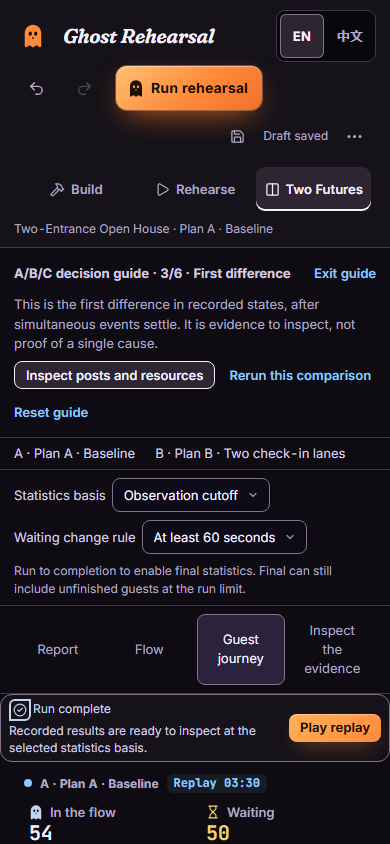 Ghost Rehearsal
EN
中文
Run rehearsal
Draft saved
Build
Rehearse
Two Futures
Two-Entrance Open House · Plan A · Baseline
A/B/C decision guide · 3/6 · First difference
Exit guide
This is the first difference in recorded states, after
simultaneous events settle. It is evidence to inspect, not
proof of a single cause.
Inspect posts and resources
Rerun this comparison
Reset guide
A · Plan A · Baseline
B · Plan B · Two check-in lanes
Statistics basis
Observation cutoff
Waiting change rule
At least 60 seconds
Run to completion to enable final statistics. Final can still
include unfinished guests at the run limit.
Report
Flow
Guest
journey
Inspect
the
evidence
Run complete
Recorded results are ready to inspect at the
selected statistics basis.
Play replay
A · Plan A · Baseline
Replay 03:30
In the flow
54
Waiting
50